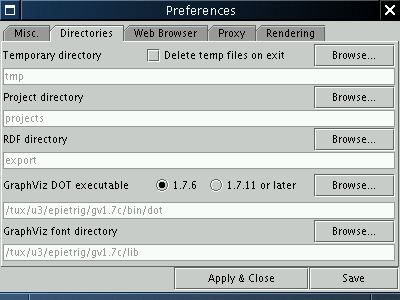 Preferences
Misc. Directories Web Browser Proxy Rendering
Temporary directory Delete temp files on exit Browse...
tmp
Project directory Browse...
projects
RDF directory Browse...
export
GraphViz DOT executable 1.7.6 1.7.11 or later Browse...
/tux/u3/epietrig/gv1.7c/bin/dot
GraphViz font directory Browse...
/tux/u3/epietrig/gv1.7c/lib
Apply & Close Save